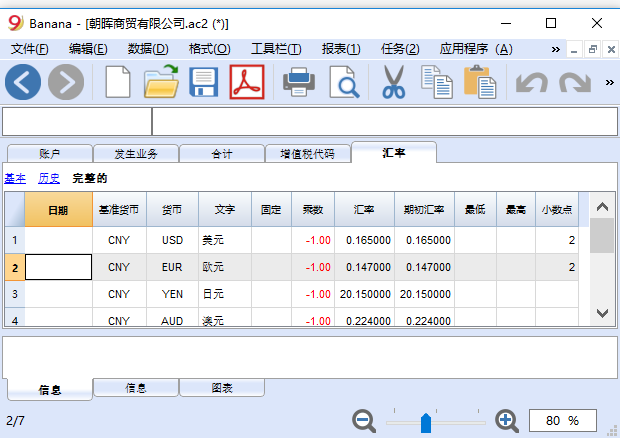 Banana - [朝晖商贸有限公司.ac2 (*)]
文件(F) 编辑(E) 数据(D) 格式(O) 工具栏(T) 报表(1) 任务(2) 应用程序（A） »
»
账户 发生业务 合计 增值税代码 汇率
基本 历史 完整的
日期 基准货币 货币 文字 固定 乘数 汇率 期初汇率 最低 最高 小数点
1 CNY USD 美元 -1.00 0.165000 0.165000 2
2 CNY EUR 欧元 -1.00 0.147000 0.147000 2
3 CNY YEN 日元 -1.00 20.150000 20.150000
4 CNY AUD 澳元 -1.00 0.224000 0.224000
信息 信息 图表
2/7 80 %